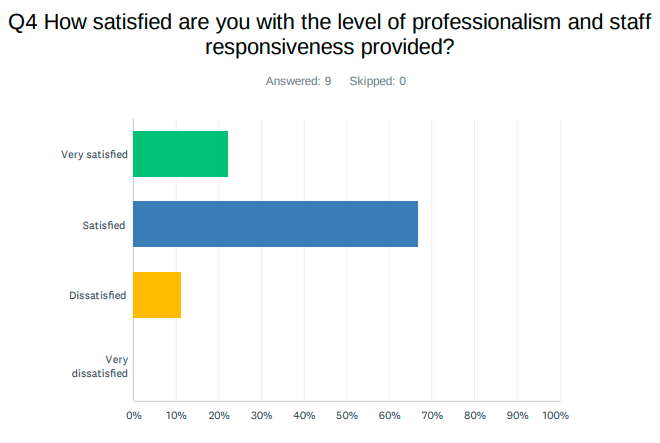 Q4 How satisfied are you with the level of professionalism and staff
responsiveness provided?
Answered: 9 Skipped: 0
Very satisfied
Satisfied
Dissatisfied
Very
dissatisfied
0% 10% 20% 30% 40% 50% 60% 70% 80% 90% 100%